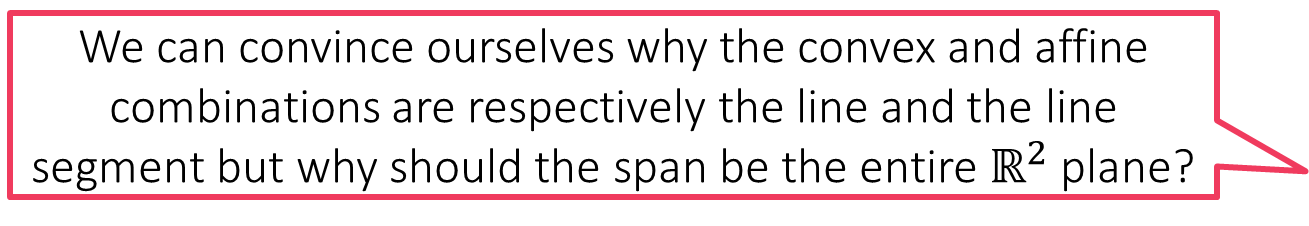 We can convince ourselves why the convex and affine
combinations are respectively the line and the line
segment but why should the span be the entire ℝ² plane?